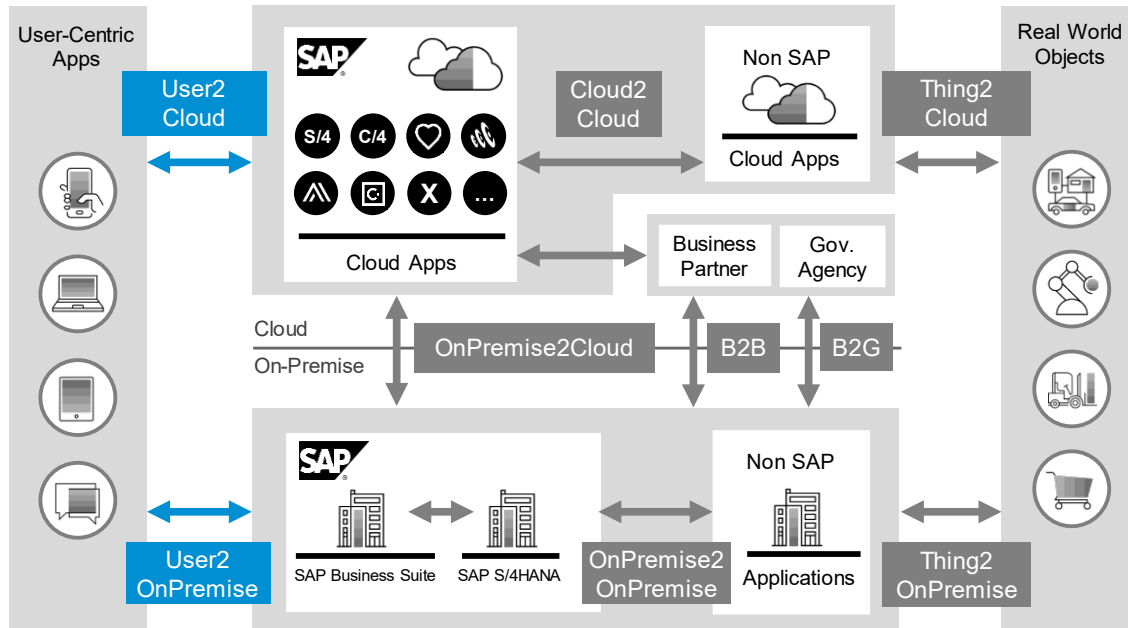 User-Centric
Apps
User2
Cloud
SAP
®
S/4
C/4
X
...
Cloud Apps
Cloud2
Cloud
Non SAP
Cloud Apps
Thing2
Cloud
Real World
Objects
Business
Partner
Gov.
Agency
Cloud
On-Premise
OnPremise2Cloud
B2B
B2G
SAP
®
SAP Business Suite
SAP S/4HANA
User2
OnPremise
OnPremise2
OnPremise
Non SAP
Applications
Thing2
OnPremise